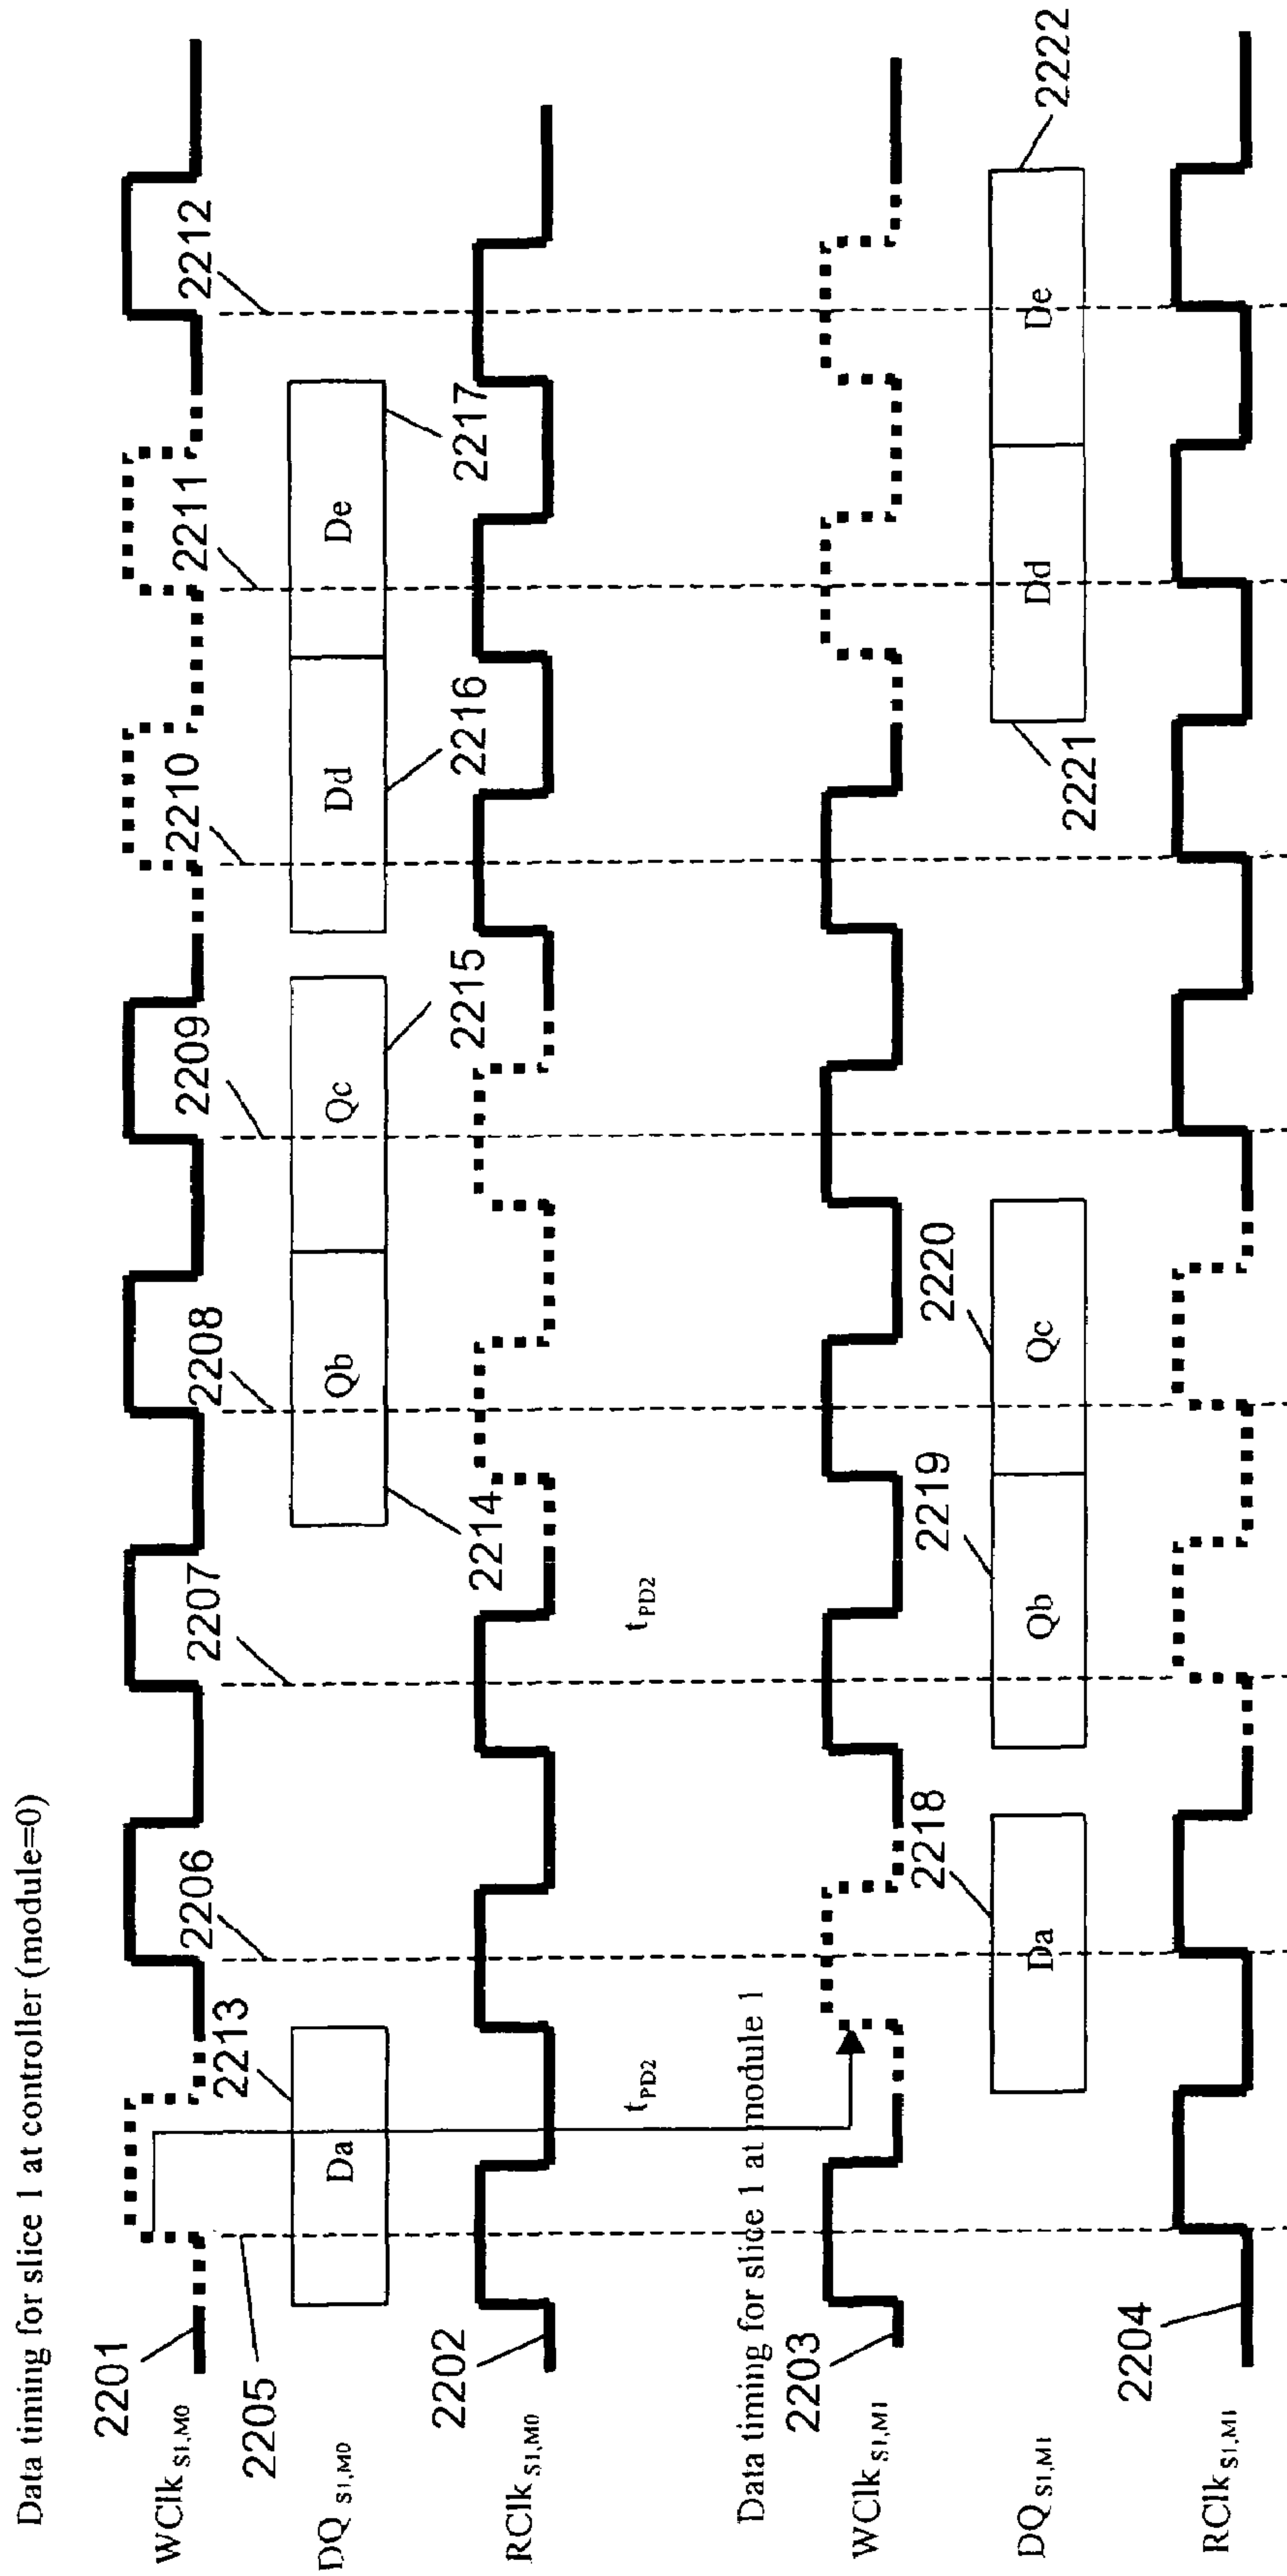 Data timing for slice 1 at controller (module=0)
2201
2205
2213
2206
2207
2208
2209
2210
2211
2212
WClk S1,M0
DQ S1,M0
Da
Qb
Qc
Dd
De
2202
2214
2215
2216
2217
RClk S1,M0
tPD2
tPD2
Data timing for slice 1 at module 1
2203
2218
2219
2220
WClk S1,M1
DQ S1,M1
Da
Qb
Qc
Dd
De
2221
2222
2204
RClk S1,M1